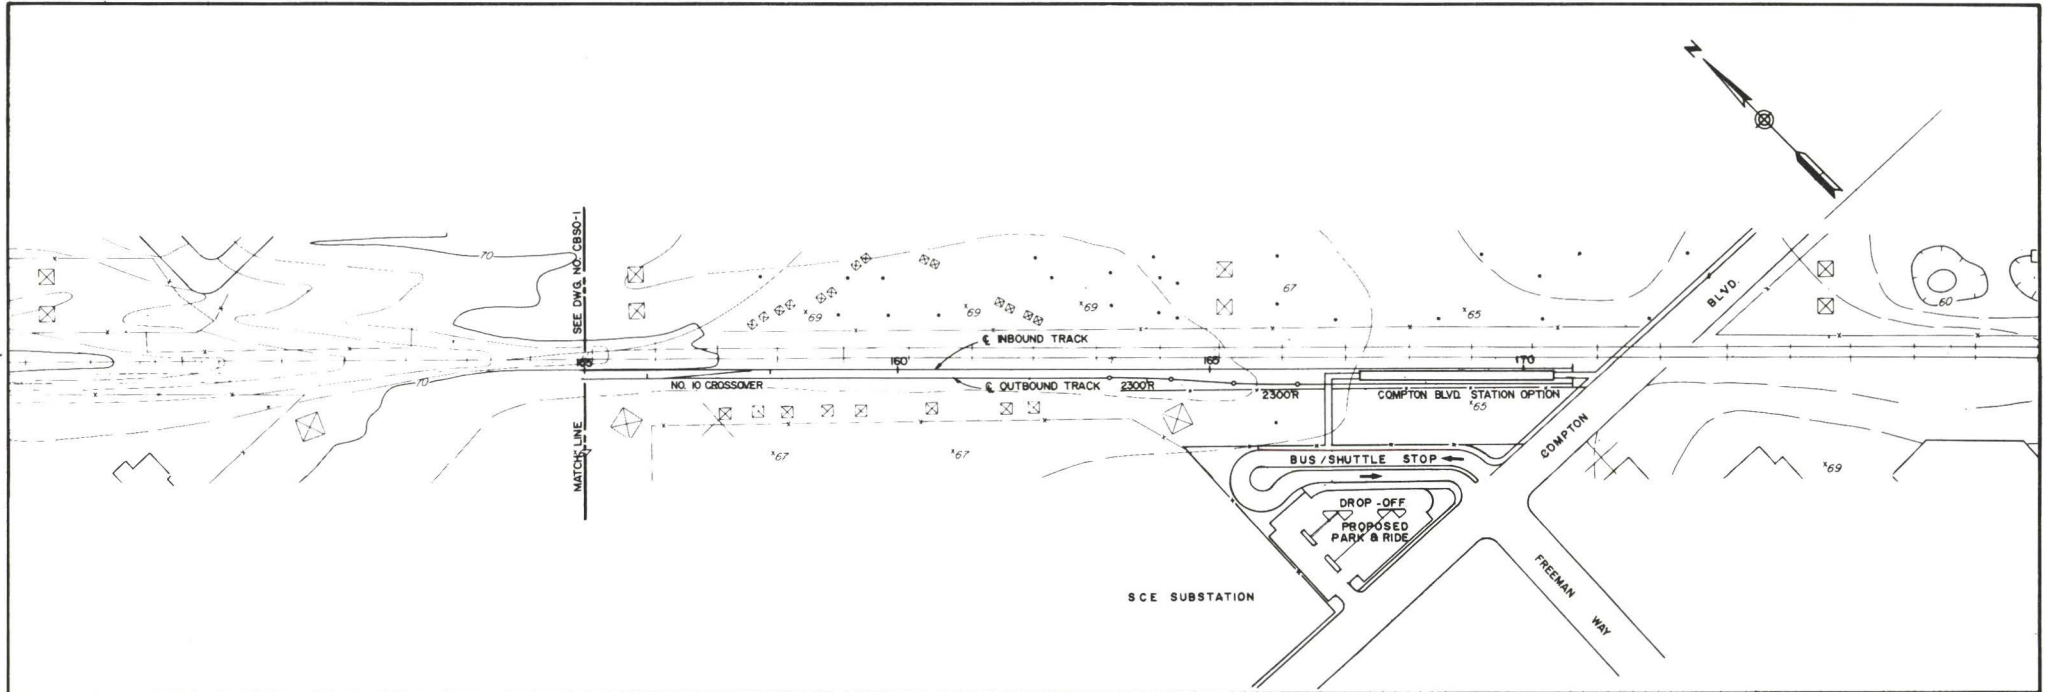 N
70
SEE DWG. NO. CBSO-1
MATCH LINE
70
69
69
69
67
65
60
BLVD.
℄ INBOUND TRACK
160
165
170
NO. 10 CROSSOVER
℄ OUTBOUND TRACK
2300'R
2300'R
COMPTON BLVD. STATION OPTION
65
COMPTON
67
67
69
BUS/SHUTTLE STOP
DROP-OFF
PROPOSED
PARK & RIDE
FREEMAN
WAY
SCE SUBSTATION